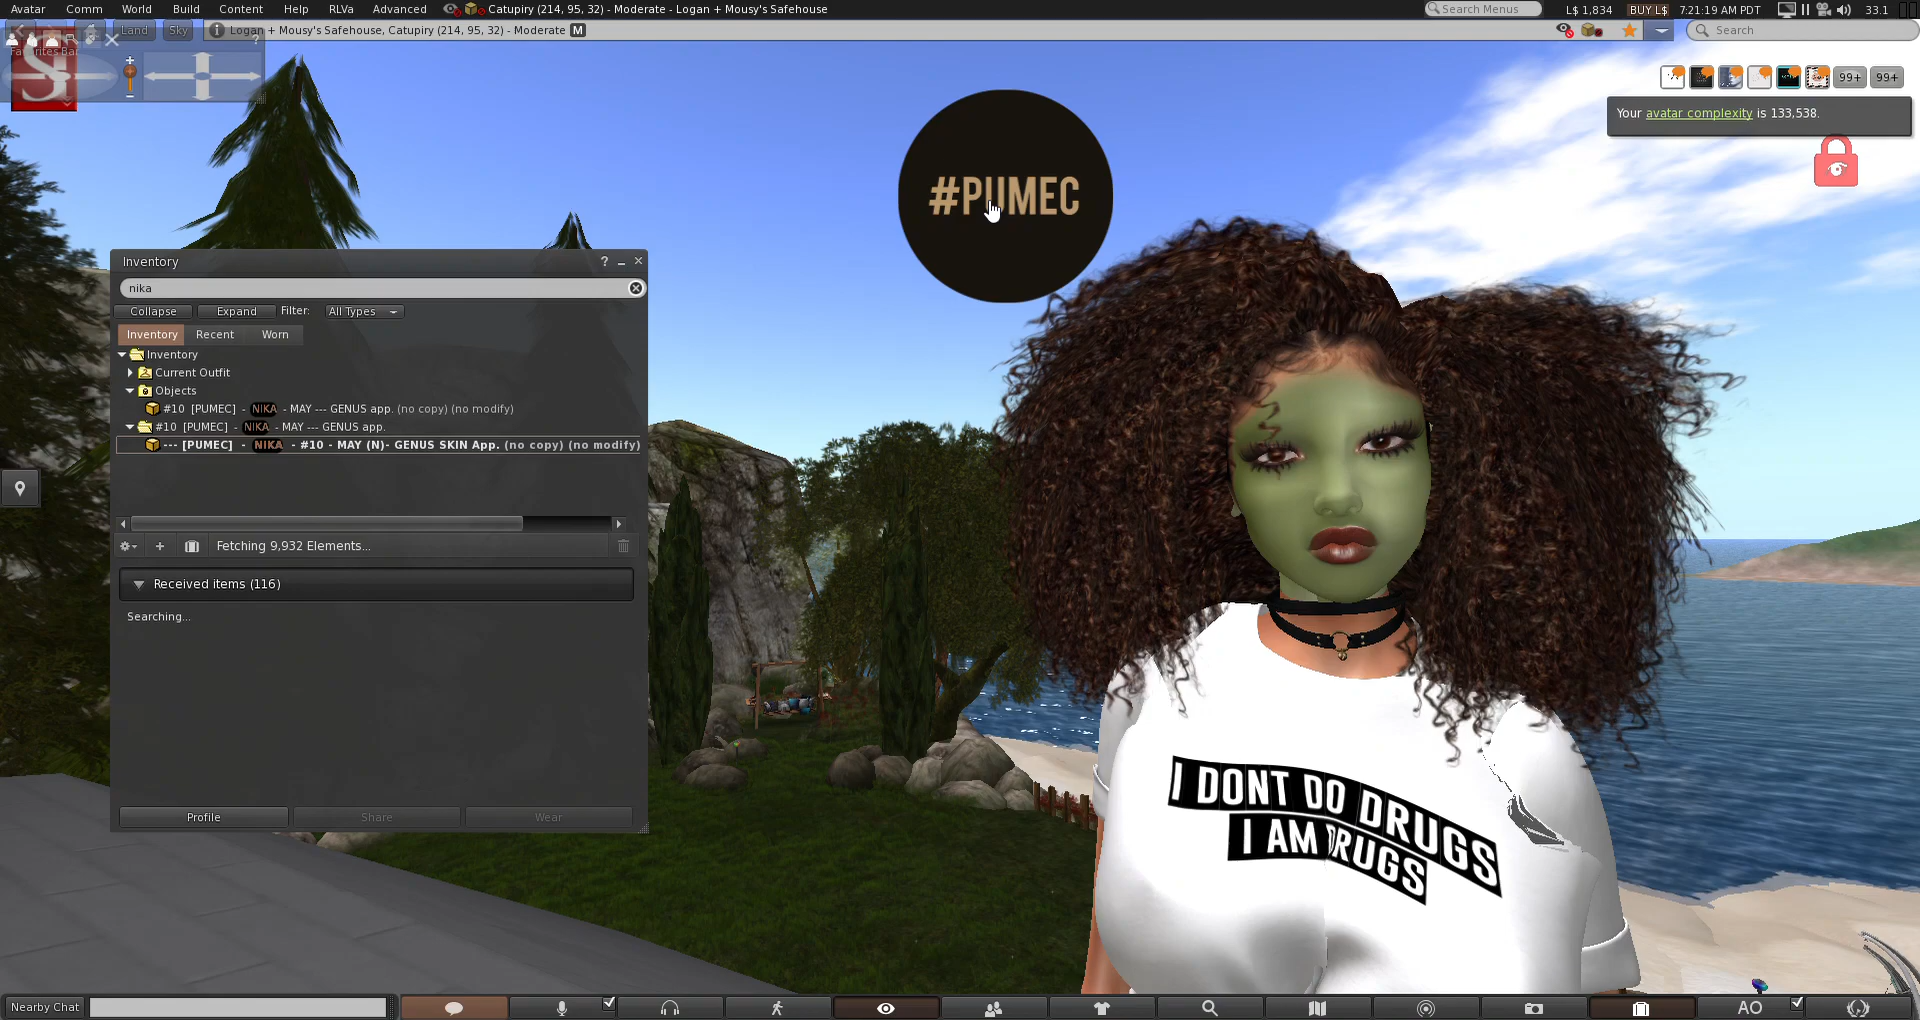 Avatar Comm World Build Content Help RLVa Advanced Catupiry (214, 95, 32) - Moderate - Logan + Mousy's Safehouse Search Menus L$ 1,834 BUY L$ 7:21:19 AM PDT 33.1
Land Sky Logan + Mousy's Safehouse, Catupiry (214, 95, 32) - Moderate M Search
Favorites Bar
99+ 99+
Your avatar complexity is 133,538.
#PUMEC
Inventory
nika
Collapse Expand Filter: All Types
Inventory Recent Worn
Inventory
Current Outfit
Objects
#10 [PUMEC] - NIKA - MAY --- GENUS app. (no copy) (no modify)
#10 [PUMEC] - NIKA - MAY --- GENUS app.
--- [PUMEC] - NIKA - #10 - MAY (N)- GENUS SKIN App. (no copy) (no modify)
Fetching 9,932 Elements...
Received items (116)
Searching...
Profile Share Wear
I DONT DO DRUGS
I AM DRUGS
Nearby Chat AO